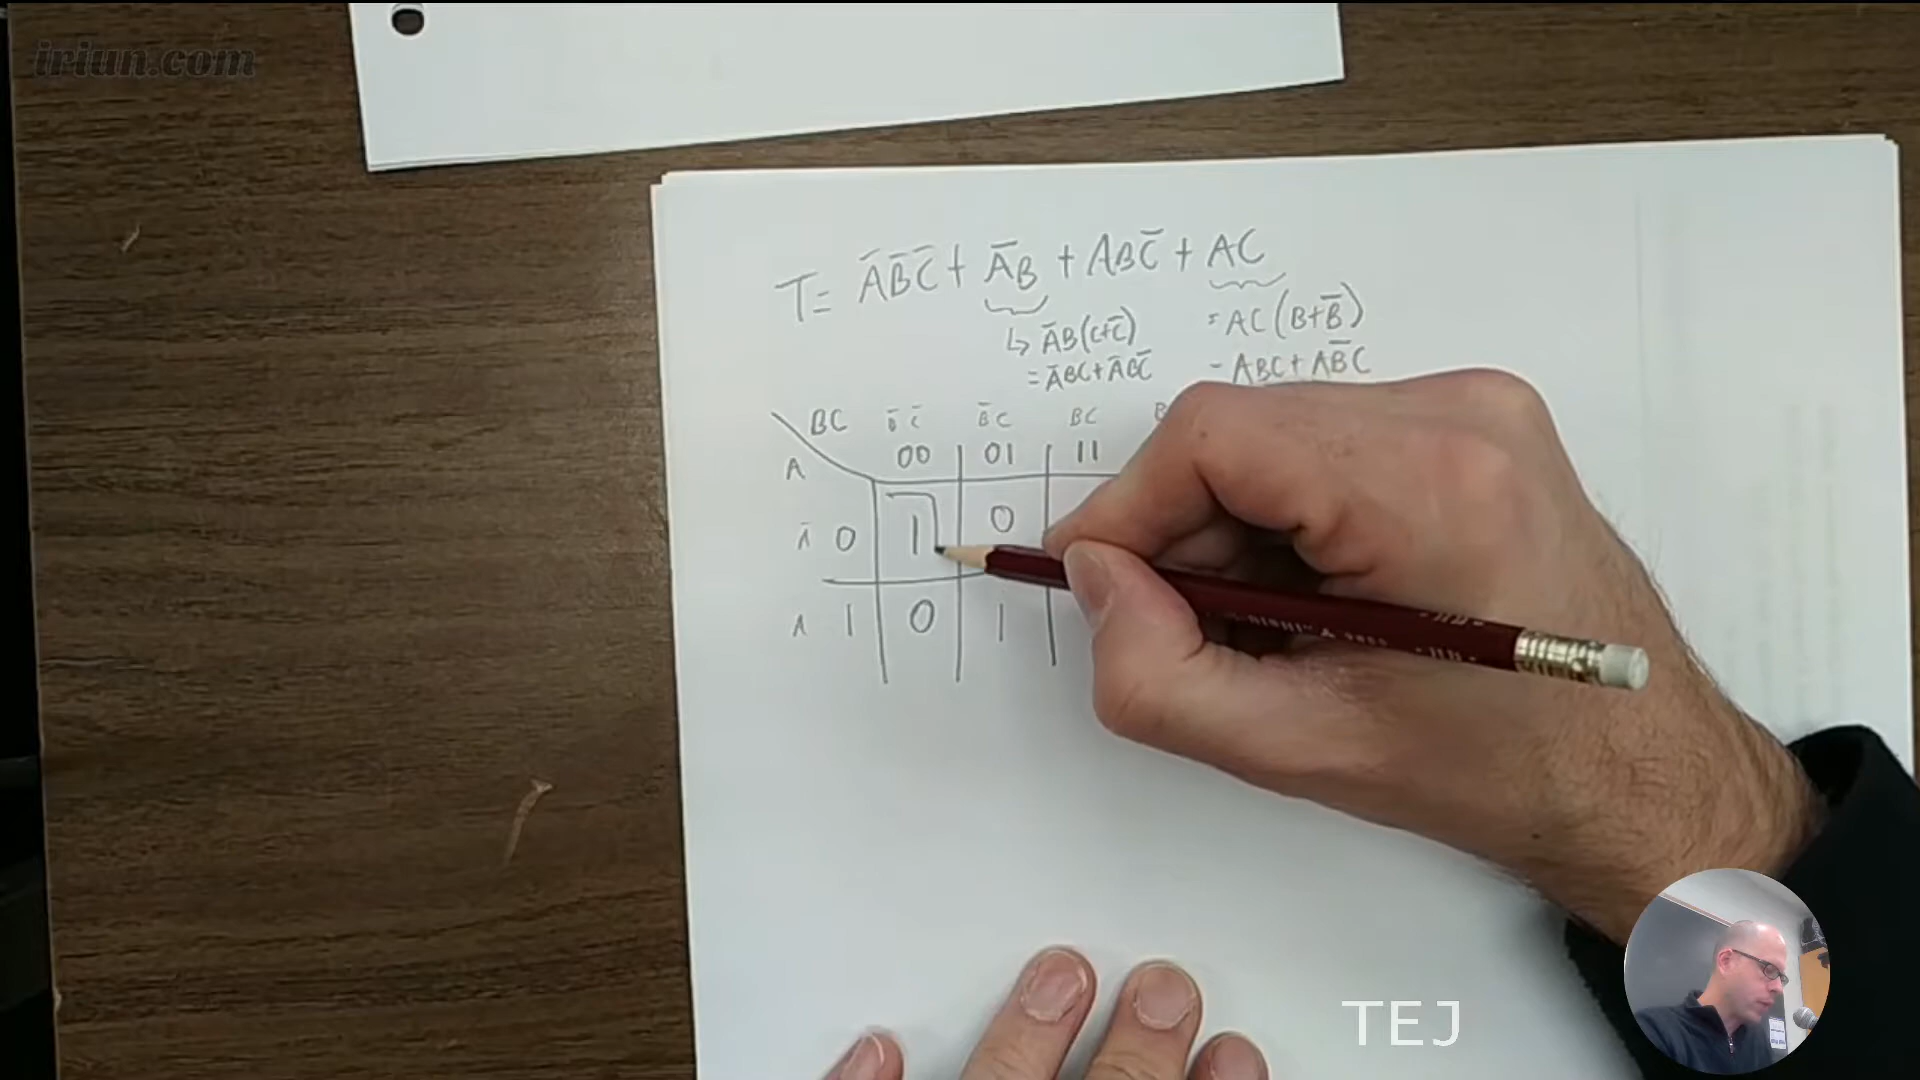 iriun.com
T= A̅B̅C̅ + A̅B + ABC̅ + AC
↳ A̅B(C+C̅) = AC(B+B̅)
= A̅BC + A̅BC̅ = ABC + AB̅C
BC B̅C̅ B̅C BC B
A 00 01 11
A̅ 0 1 0
A 1 0 1
TEJ